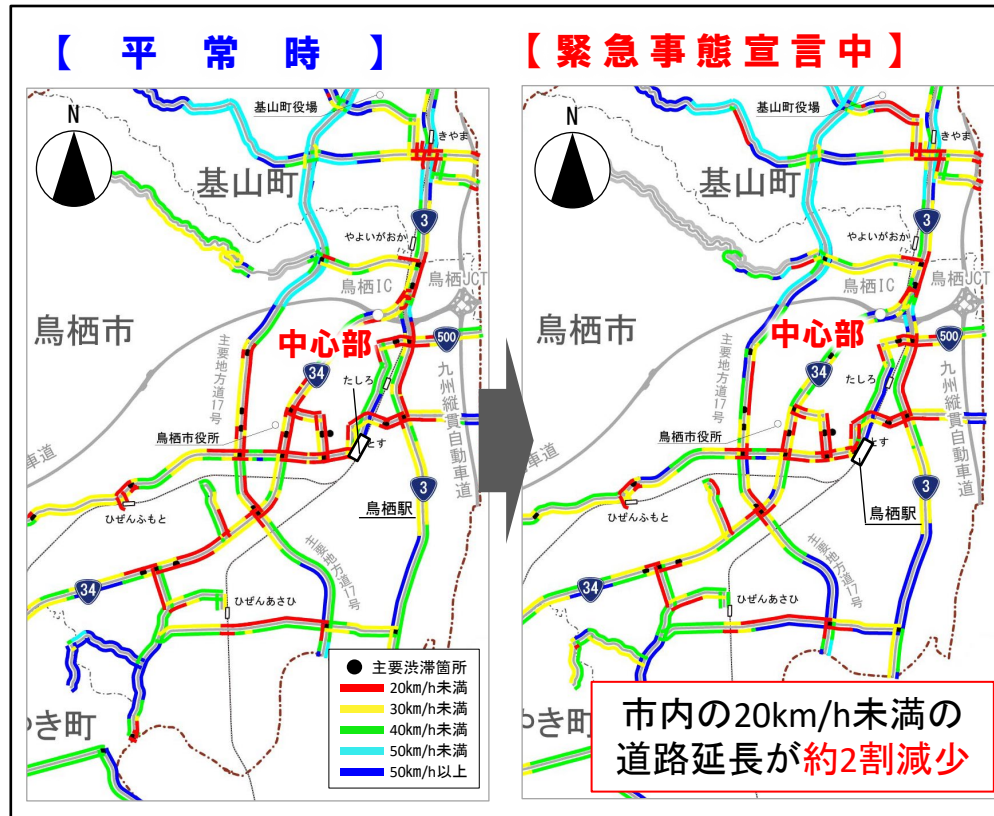 【平常時】
N
基山町役場
きやま
基山町
3
やよいがおか
鳥栖IC
鳥栖JCT
鳥栖市
中心部
500
主要地方道17号
34
たしろ
九州縦貫自動車道
鳥栖市役所
とす
車道
3
鳥栖駅
ひぜんふもと
主要地方道17号
34
ひぜんあさひ
やき町
主要渋滞箇所
20km/h未満
30km/h未満
40km/h未満
50km/h未満
50km/h以上
【緊急事態宣言中】
N
基山町役場
きやま
基山町
3
やよいがおか
鳥栖IC
鳥栖JCT
鳥栖市
中心部
500
主要地方道17号
34
たしろ
九州縦貫自動車道
鳥栖市役所
とす
車道
3
鳥栖駅
ひぜんふもと
主要地方道17号
34
ひぜんあさひ
やき町
市内の20km/h未満の
道路延長が約2割減少